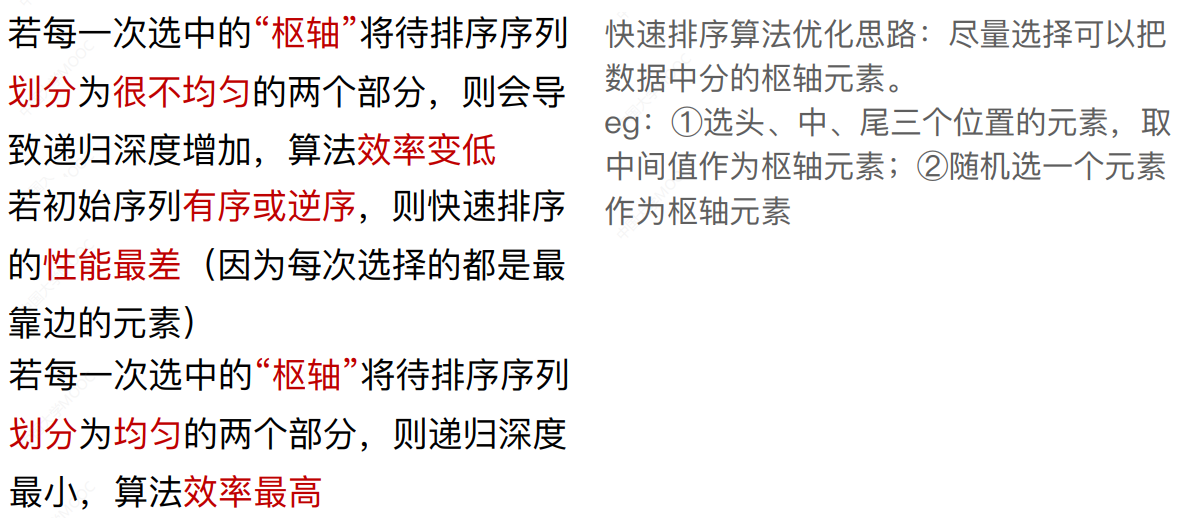 若每一次选中的“枢轴”将待排序序列
划分为很不均匀的两个部分，则会导
致递归深度增加，算法效率变低
若初始序列有序或逆序，则快速排序
的性能最差（因为每次选择的都是最
靠边的元素）
若每一次选中的“枢轴”将待排序序列
划分为均匀的两个部分，则递归深度
最小，算法效率最高
快速排序算法优化思路：尽量选择可以把
数据中分的枢轴元素。
eg：①选头、中、尾三个位置的元素，取
中间值作为枢轴元素；②随机选一个元素
作为枢轴元素